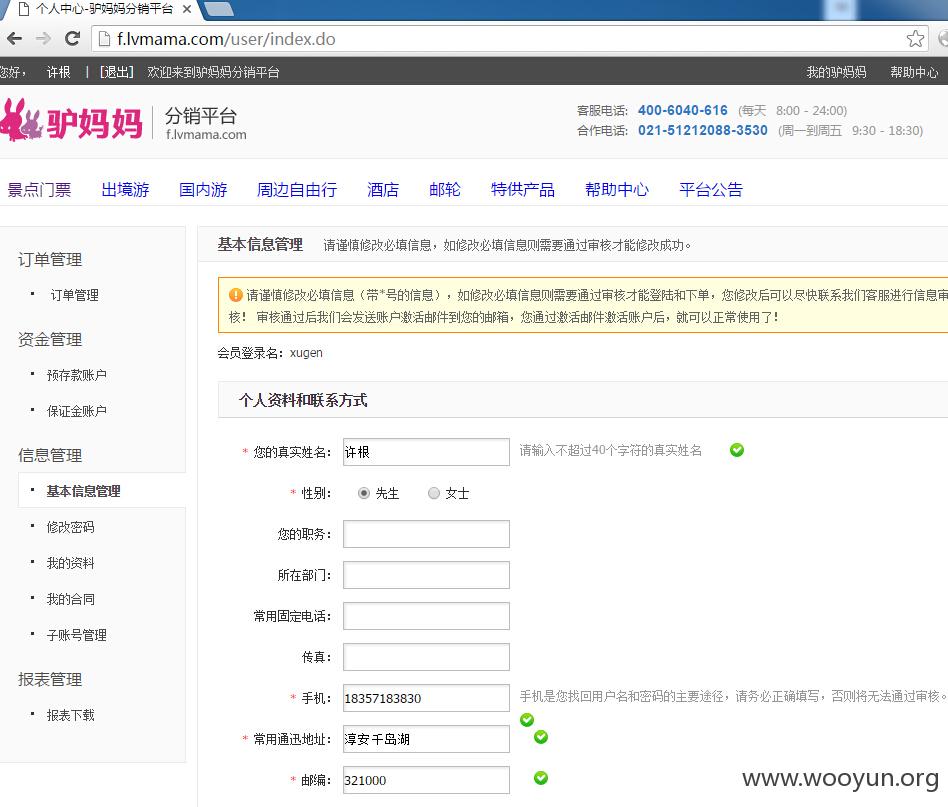 个人中心-驴妈妈分销平台
f.lvmama.com/user/index.do
您好， 许根 | [退出] 欢迎来到驴妈妈分销平台 我的驴妈妈 帮助中心
驴妈妈 分销平台 f.lvmama.com
客服电话： 400-6040-616 （每天 8:00 - 24:00）
合作电话： 021-51212088-3530 （周一到周五 9:30 - 18:30）
景点门票 出境游 国内游 周边自由行 酒店 邮轮 特供产品 帮助中心 平台公告
订单管理
· 订单管理
资金管理
· 预存款账户
· 保证金账户
信息管理
· 基本信息管理
· 修改密码
· 我的资料
· 我的合同
· 子账号管理
报表管理
· 报表下载
基本信息管理 请谨慎修改必填信息，如修改必填信息则需要通过审核才能修改成功。
请谨慎修改必填信息（带*号的信息），如修改必填信息则需要通过审核才能登陆和下单，您修改后可以尽快联系我们客服进行信息审
核！ 审核通过后我们会发送账户激活邮件到您的邮箱，您通过激活邮件激活账户后，就可以正常使用了！
会员登录名：xugen
个人资料和联系方式
* 您的真实姓名： 许根 请输入不超过40个字符的真实姓名
* 性别： 先生 女士
您的职务：
所在部门：
常用固定电话：
传真：
* 手机： 18357183830 手机是您找回用户名和密码的主要途径，请务必正确填写，否则将无法通过审核。
* 常用通迅地址： 淳安千岛湖
* 邮编： 321000
www.wooyun.org